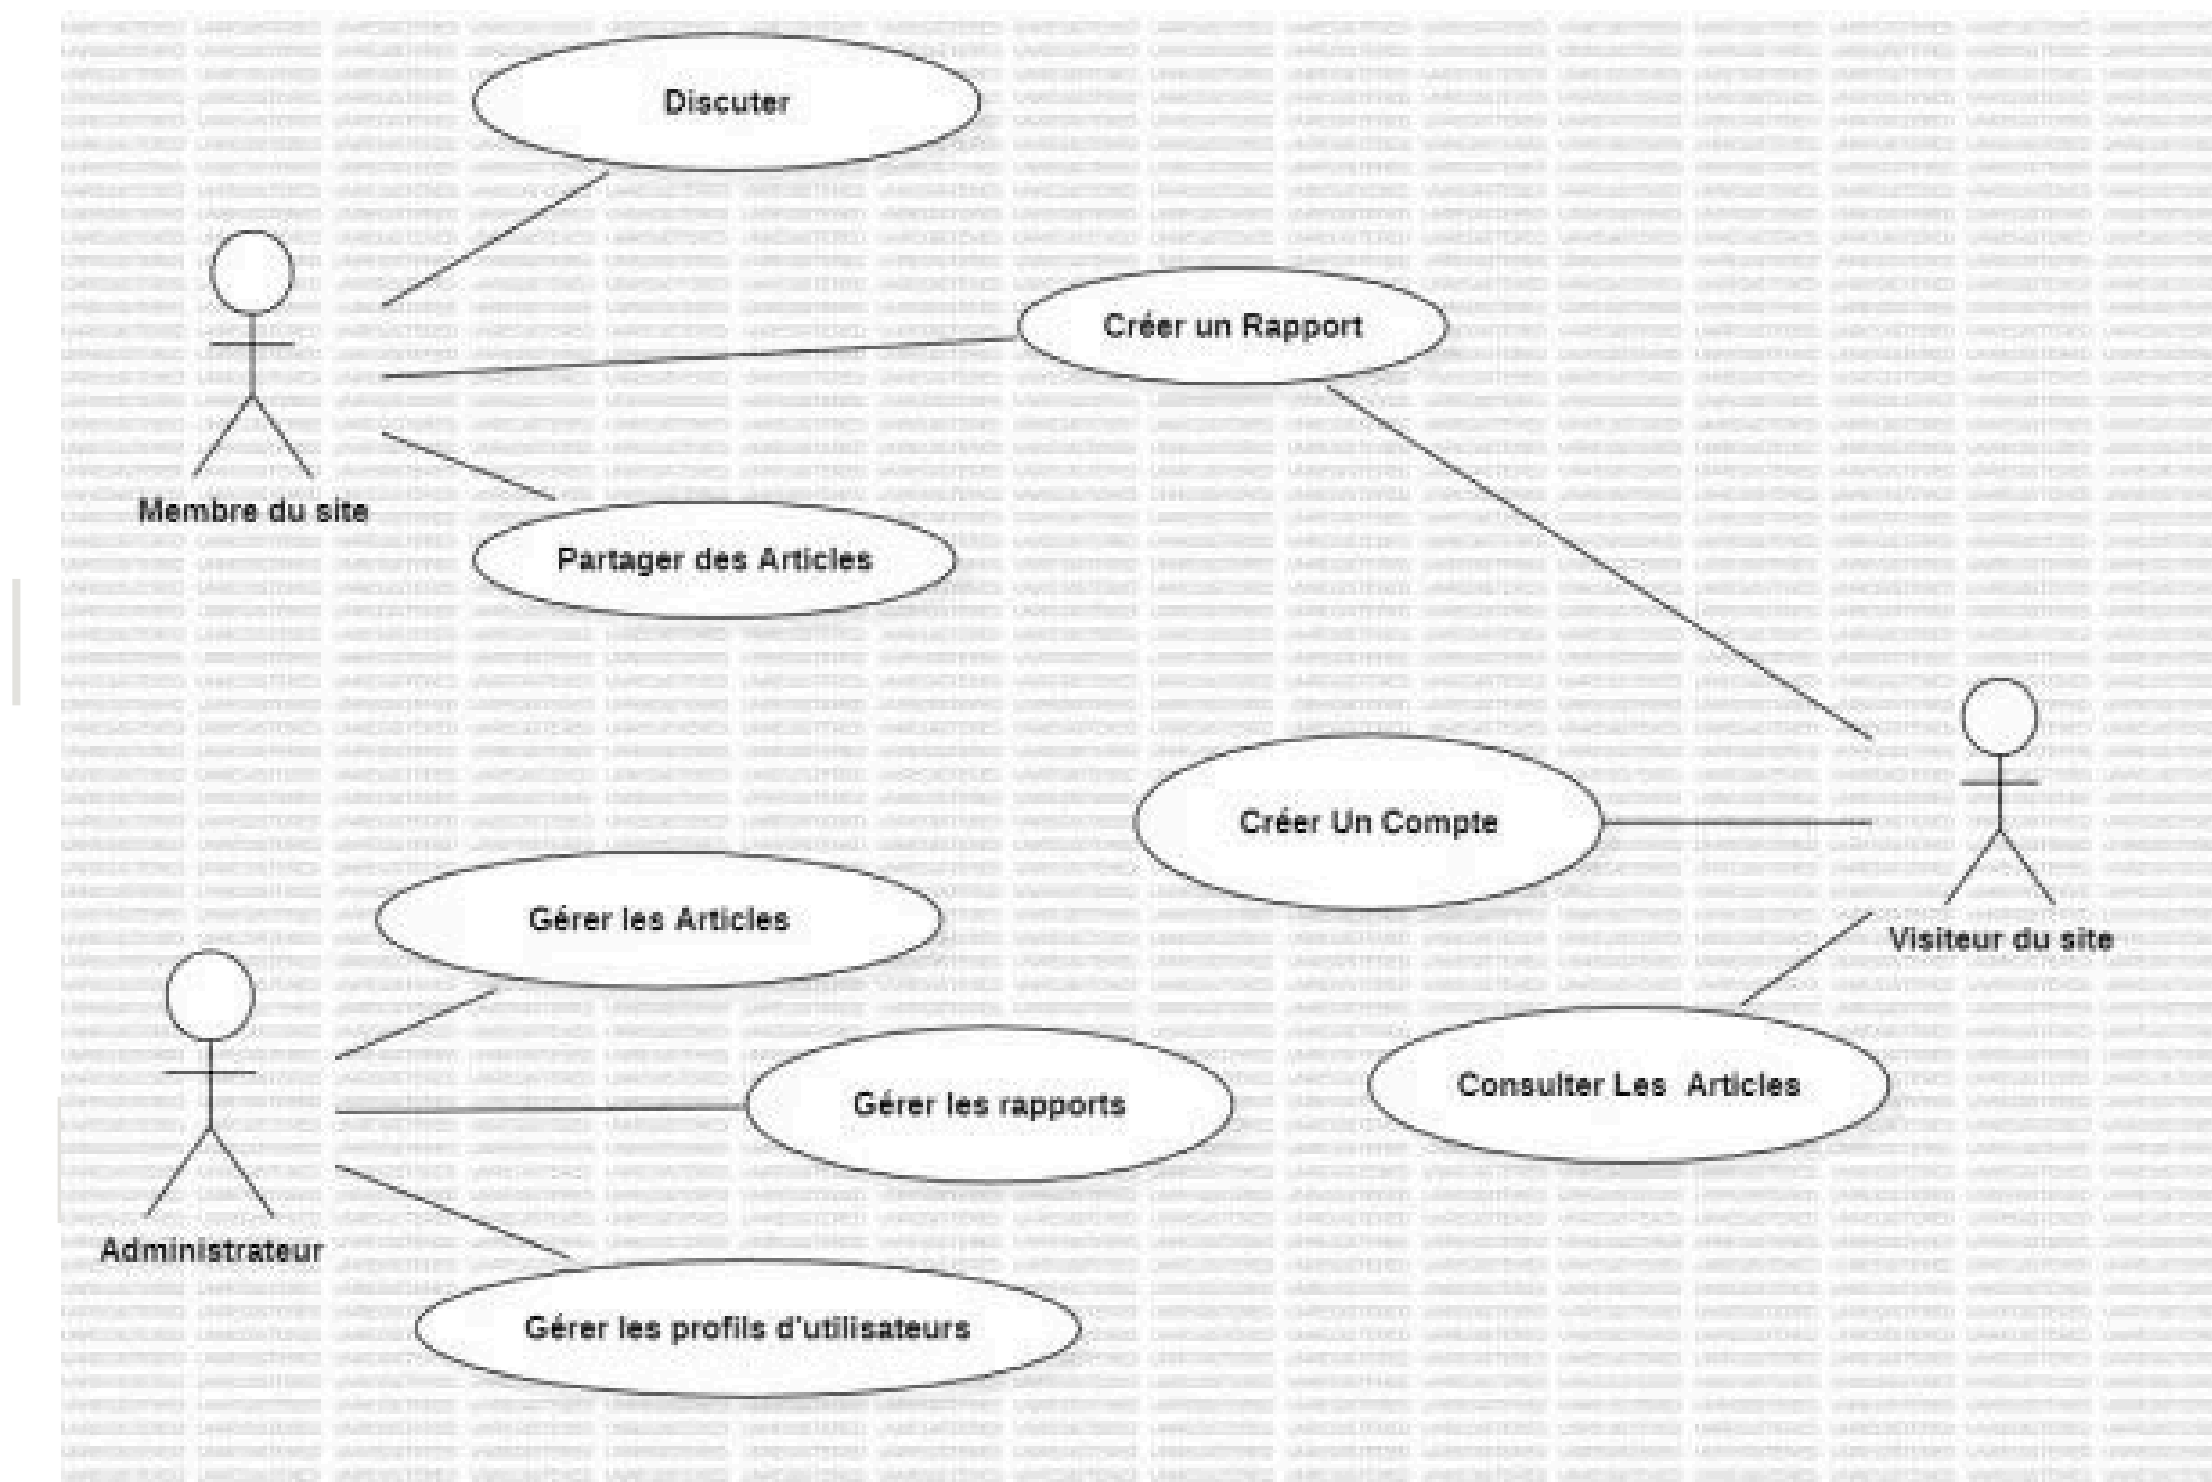 Discuter
Créer un Rapport
Membre du site
Partager des Articles
Créer Un Compte
Gérer les Articles
Visiteur du site
Consulter Les Articles
Gérer les rapports
Administrateur
Gérer les profils d'utilisateurs